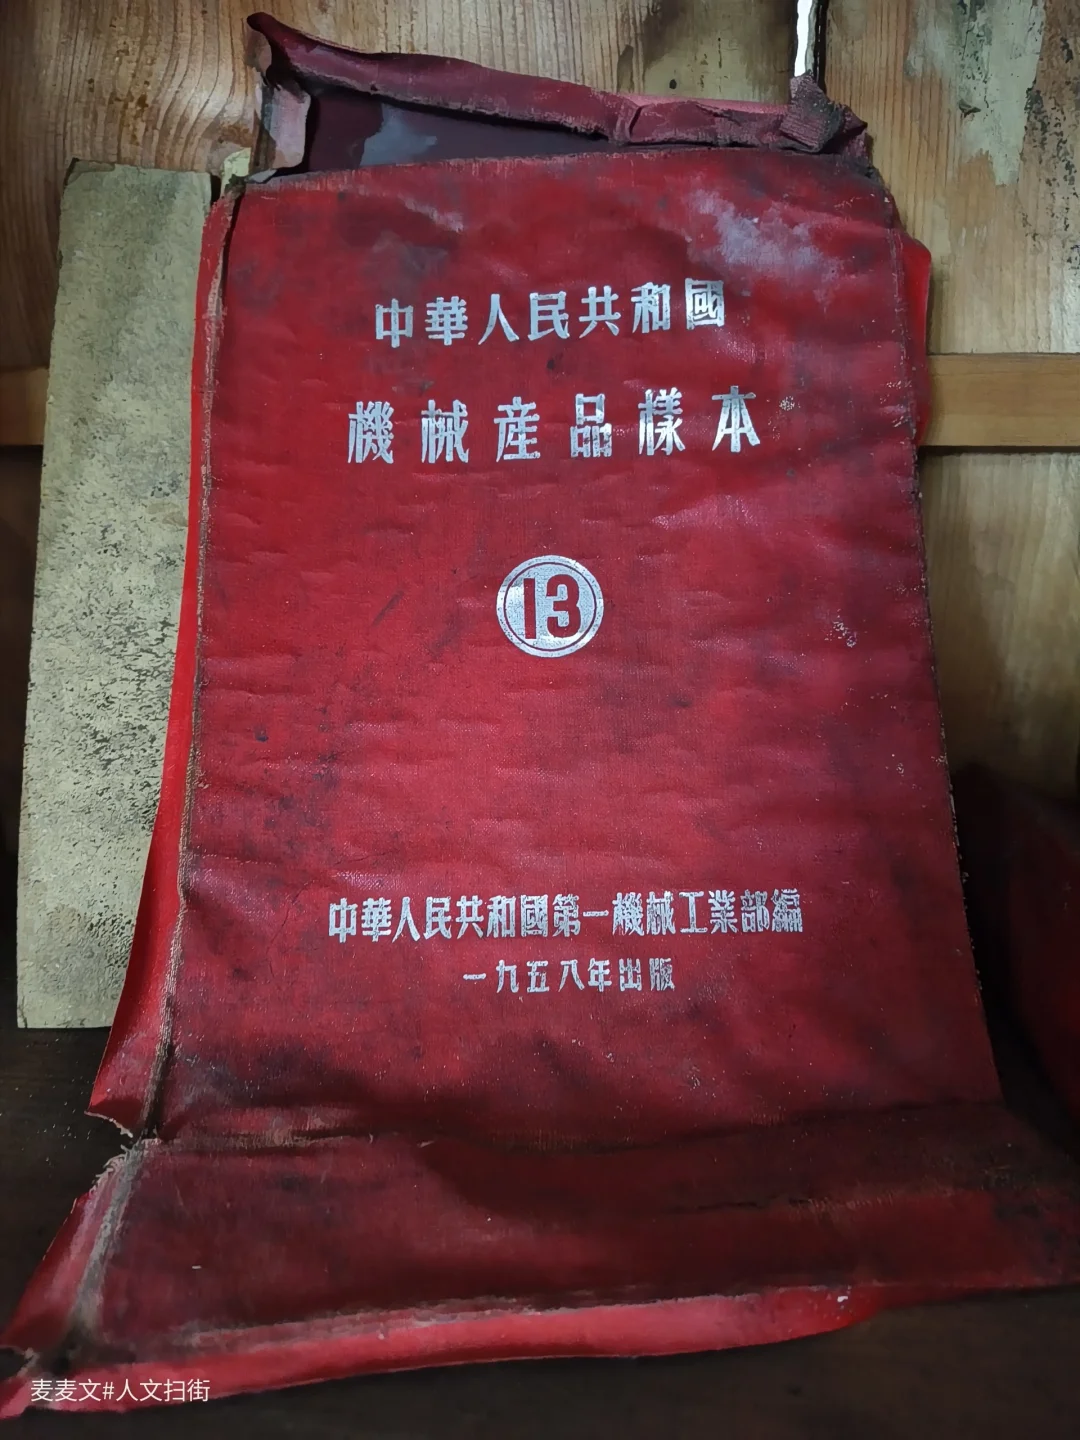 中華人民共和國
機械産品樣本
13
中華人民共和國第一機械工業部編
一九五八年出版
麦麦文#人文扫街